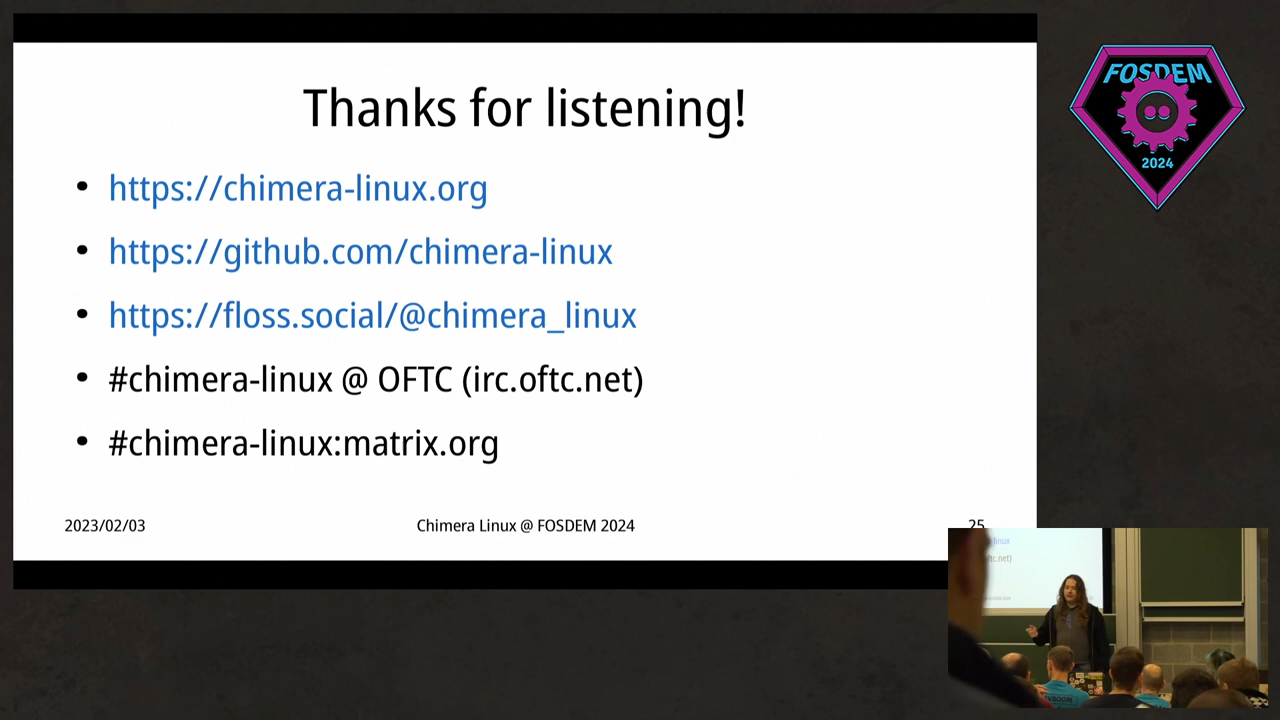 Thanks for listening!
https://chimera-linux.org
https://github.com/chimera-linux
https://floss.social/@chimera_linux
#chimera-linux @ OFTC (irc.oftc.net)
#chimera-linux:matrix.org
2023/02/03
Chimera Linux @ FOSDEM 2024
25
FOSDEM
2024